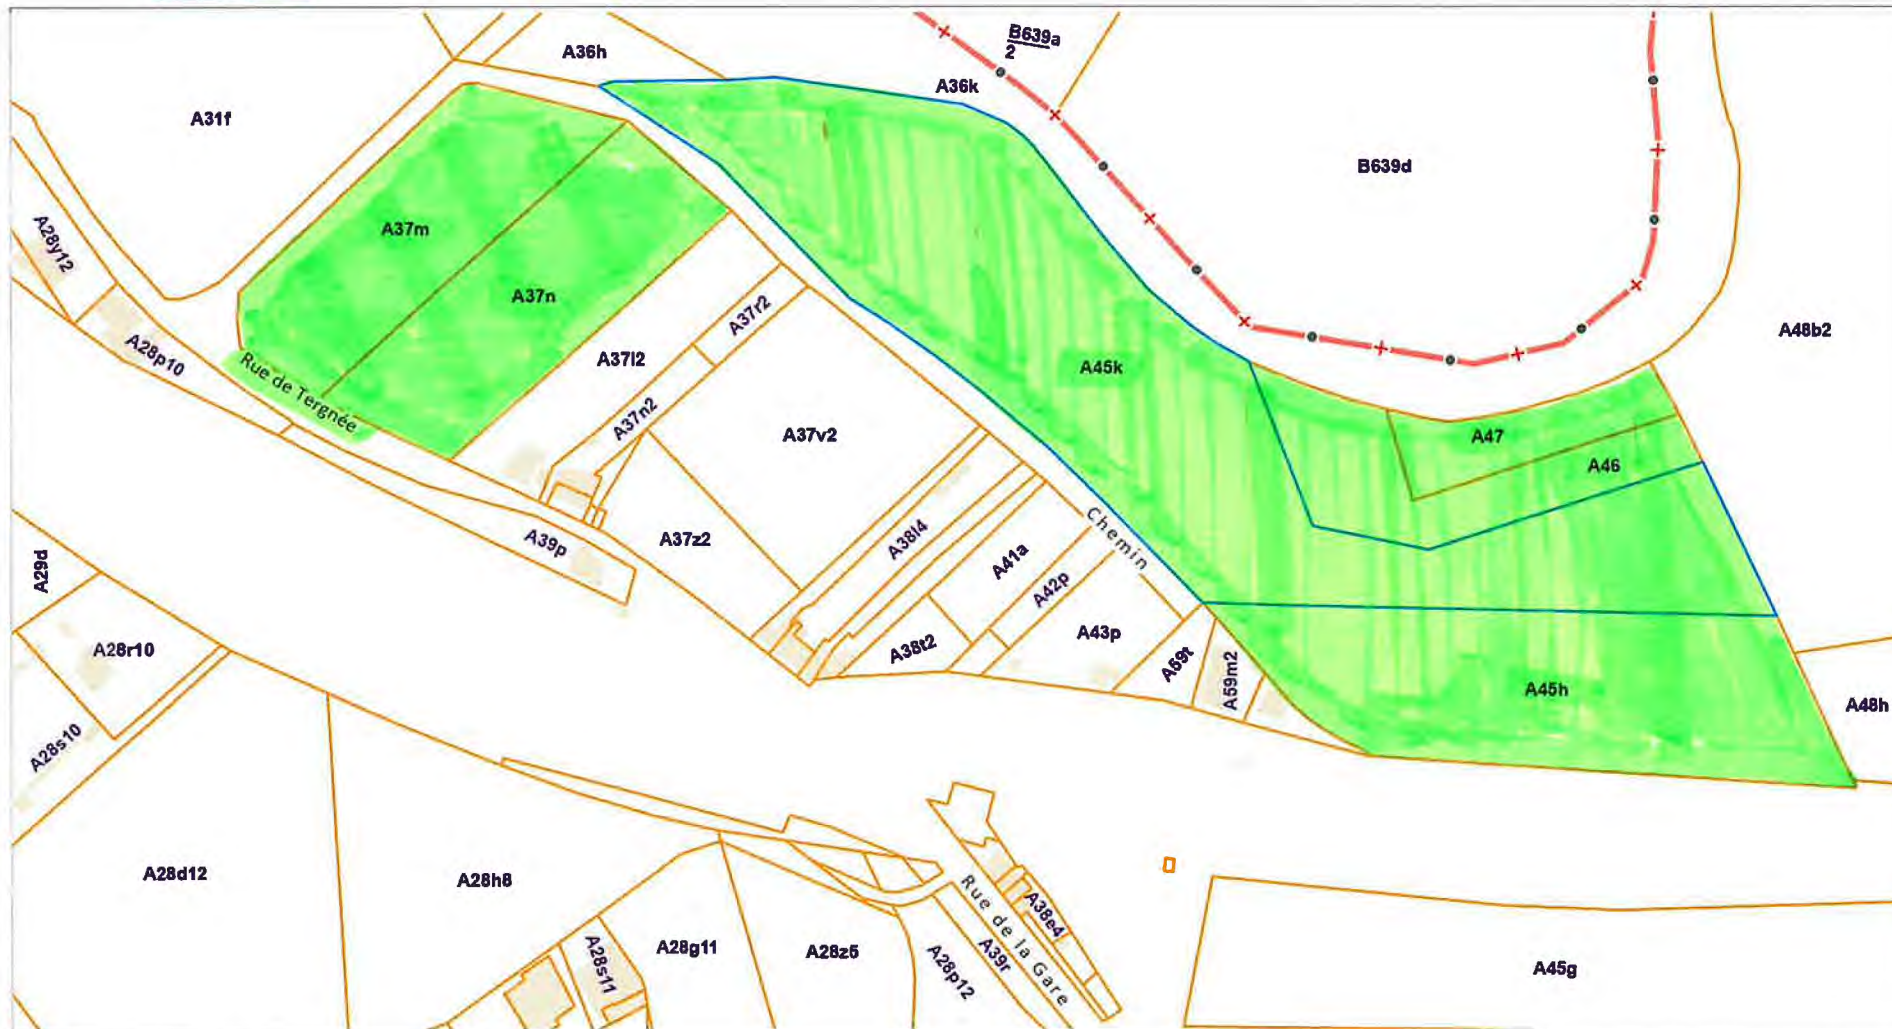 A36h
B639a
2
A36k
A31f
B639d
A37m
A28y12
A37n
A37r2
A48b2
A28p10
Rue de Tergnée
A37l2
A45k
A37n2
A37v2
A47
A46
A39p
A37z2
A38l4
Chemin
A41a
A42p
A29d
A28r10
A38t2
A43p
A59t
A59m2
A45h
A48h
A28s10
A28d12
A28h8
A38e4
Rue de la Gare
A28s11
A28g11
A28z5
A28p12
A39r
A45g